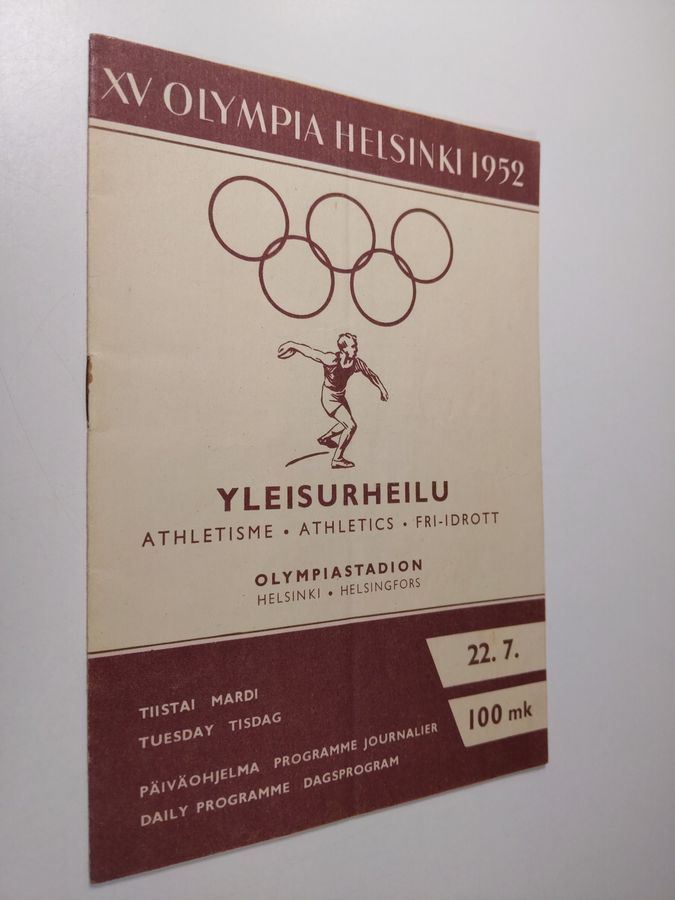 XV OLYMPIA HELSINKI 1952
YLEISURHEILU
ATHLETISME • ATHLETICS • FRI-IDROTT
OLYMPIASTADION
HELSINKI • HELSINGFORS
22. 7.
100 mk
TIISTAI MARDI
TUESDAY TISDAG
PÄIVÄOHJELMA PROGRAMME JOURNALIER
DAILY PROGRAMME DAGSPROGRAM